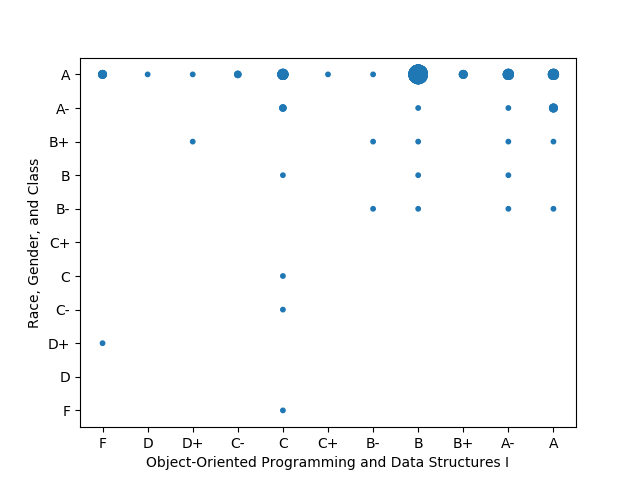 Race, Gender, and Class
A
A-
B+
B
B-
C+
C
C-
D+
D
F
F D D+ C- C C+ B- B B+ A- A
Object-Oriented Programming and Data Structures I